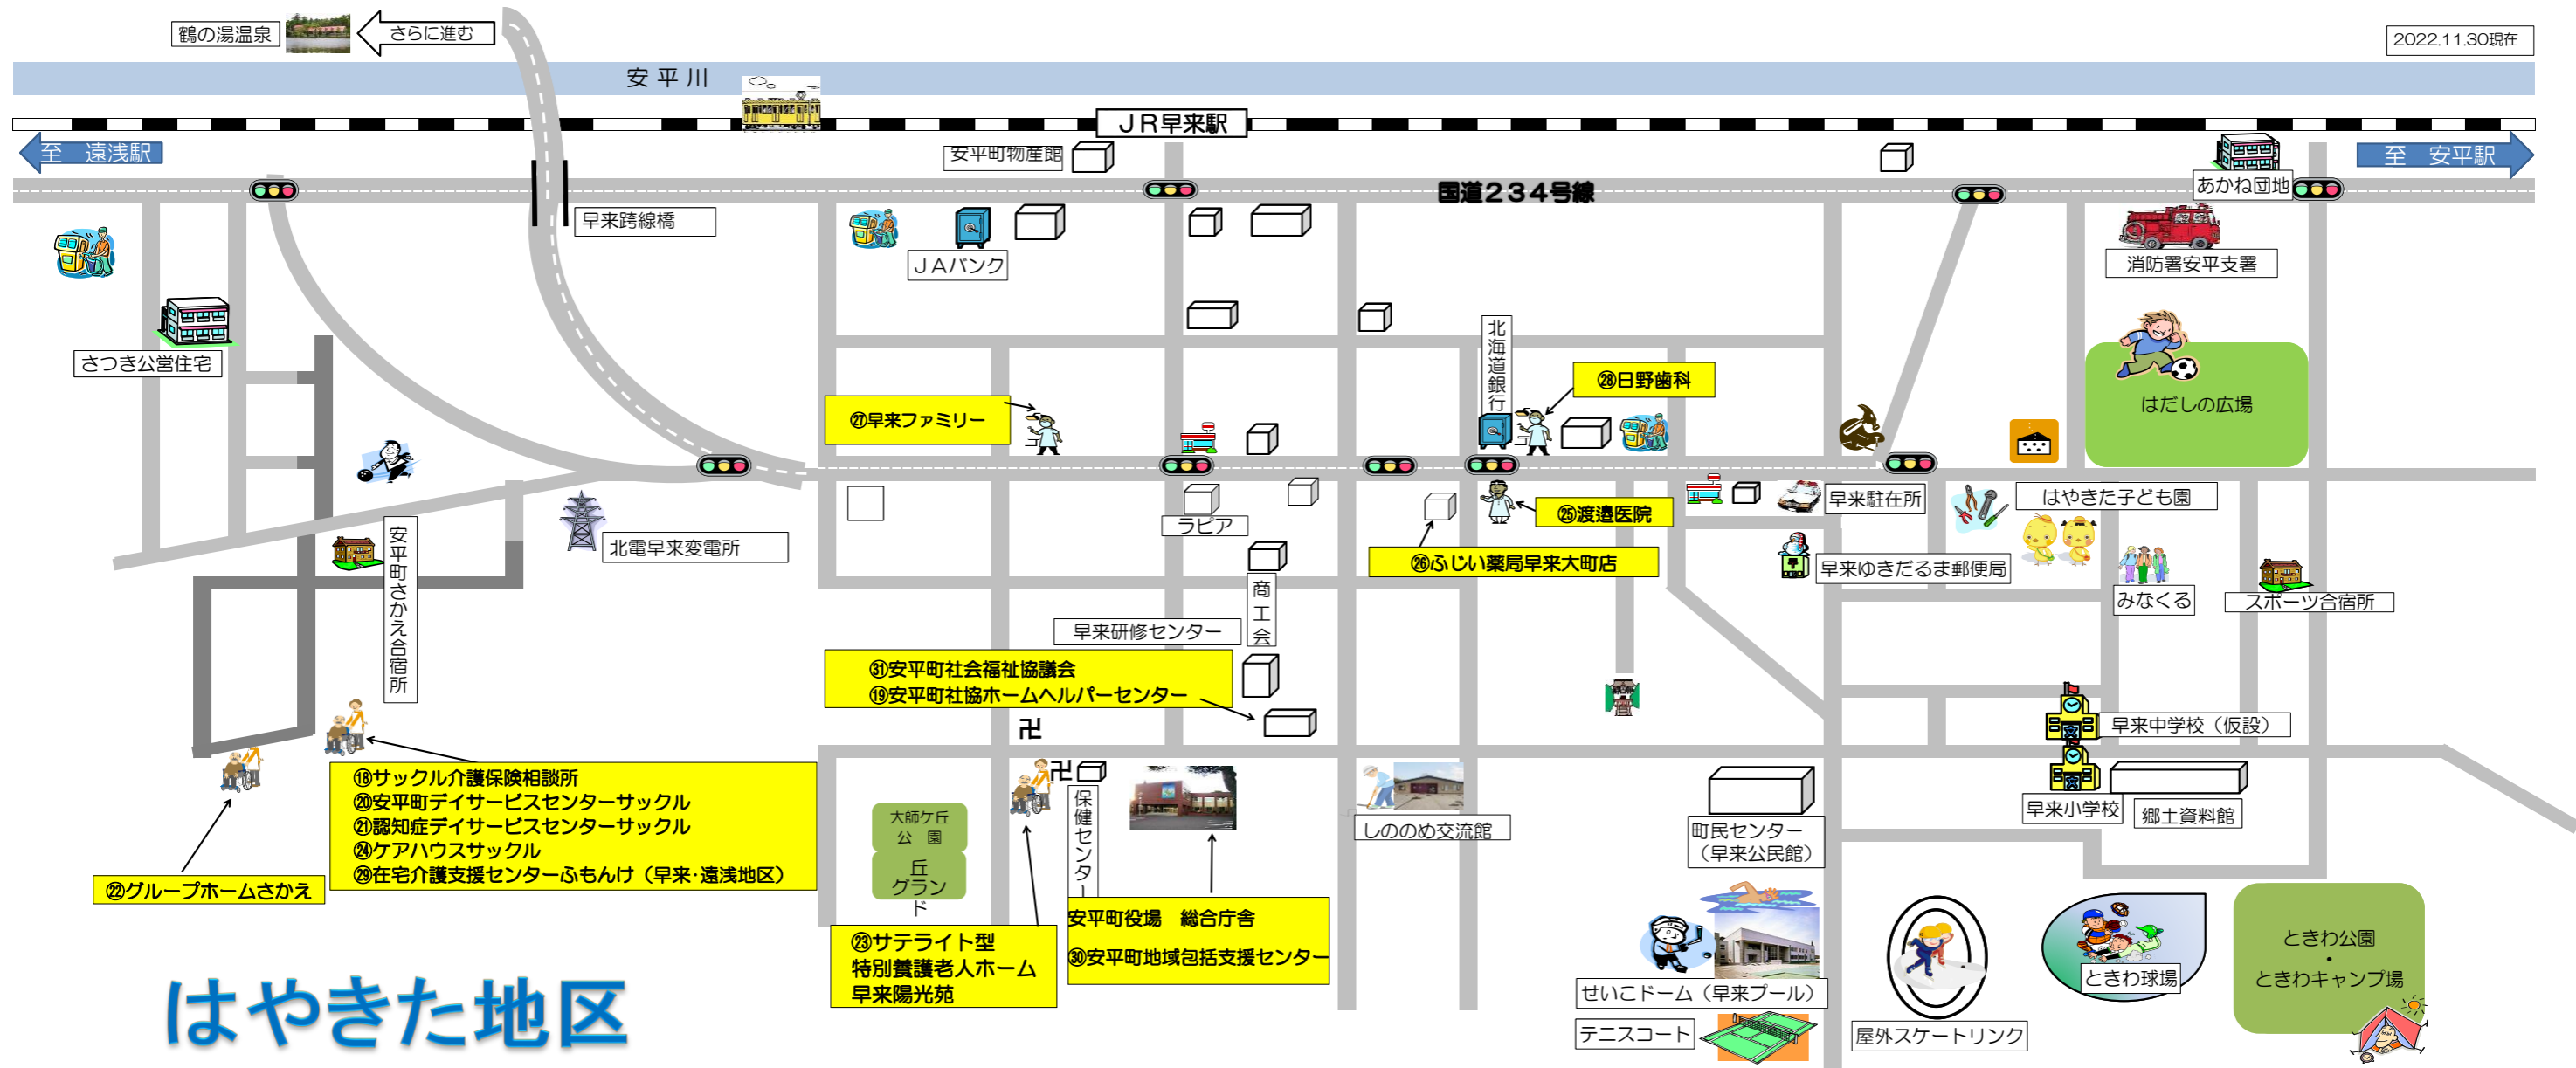 鶴の湯温泉
さらに進む
2022.11.30現在
安平川
JR早来駅
至　遠浅駅
安平町物産館
至　安平駅
あかね団地
国道234号線
早来跨線橋
JAバンク
消防署安平支署
さつき公営住宅
北海道銀行
㉘日野歯科
はだしの広場
㉗早来ファミリー
早来駐在所
はやきた子ども園
㉕渡邉医院
ラピア
安平町さかえ合宿所
北電早来変電所
㉖ふじい薬局早来大町店
早来ゆきだるま郵便局
みなくる
スポーツ合宿所
商工会
早来研修センター
㉛安平町社会福祉協議会
⑲安平町社協ホームヘルパーセンター
卍
早来中学校（仮設）
卍
⑱サックル介護保険相談所
⑳安平町デイサービスセンターサックル
㉑認知症デイサービスセンターサックル
㉔ケアハウスサックル
㉙在宅介護支援センターふもんけ（早来・遠浅地区）
保健センター
大師ケ丘
公　園
丘
グラン
ド
しののめ交流館
町民センター
（早来公民館）
早来小学校
郷土資料館
㉒グループホームさかえ
安平町役場　総合庁舎
㉚安平町地域包括支援センター
㉓サテライト型
特別養護老人ホーム
早来陽光苑
ときわ公園
・
ときわキャンプ場
ときわ球場
せいこドーム（早来プール）
テニスコート
屋外スケートリンク
はやきた地区